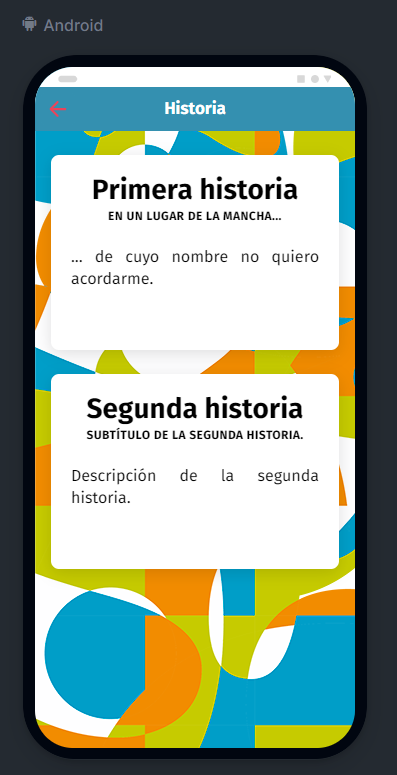 Android
Historia
Primera historia
EN UN LUGAR DE LA MANCHA...
... de cuyo nombre no quiero
acordarme.
Segunda historia
SUBTÍTULO DE LA SEGUNDA HISTORIA.
Descripción de la segunda
historia.